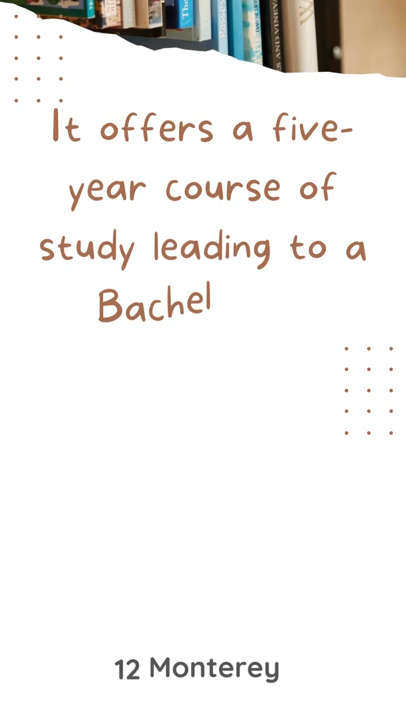 It offers a five-
year course of
study leading to a
Bachel
12 Monterey